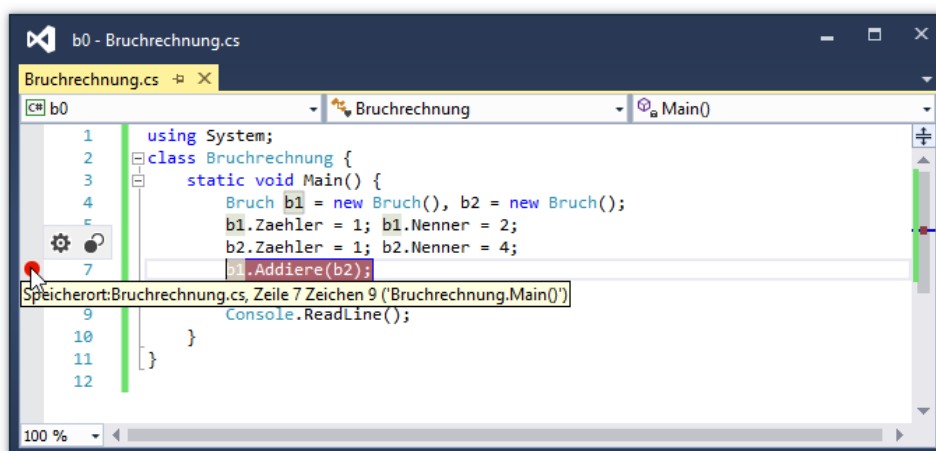 b0 - Bruchrechnung.cs
Bruchrechnung.cs
C# b0 Bruchrechnung Main()
1 using System;
2 class Bruchrechnung {
3 static void Main() {
4 Bruch b1 = new Bruch(), b2 = new Bruch();
b1.Zaehler = 1; b1.Nenner = 2;
b2.Zaehler = 1; b2.Nenner = 4;
7 b1.Addiere(b2);
Speicherort:Bruchrechnung.cs, Zeile 7 Zeichen 9 ('Bruchrechnung.Main()')
9 Console.ReadLine();
10 }
11 }
12
100 %